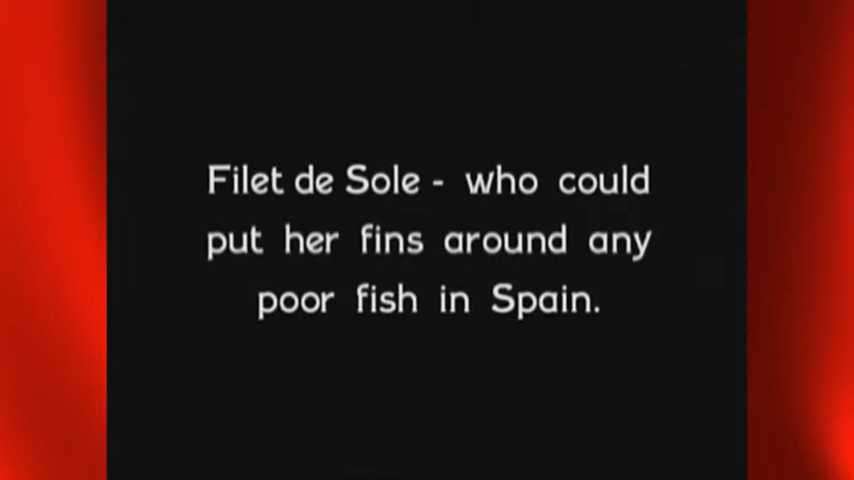 Filet de Sole - who could
put her fins around any
poor fish in Spain.